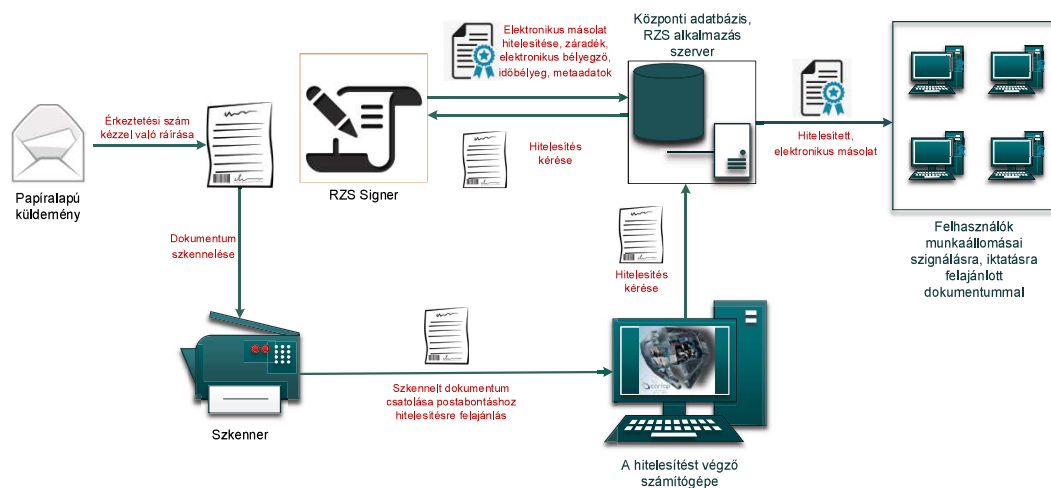 Elektronikus másolat
hitelesítése, záradék,
elektronikus bélyegző,
időbélyeg, metaadatok
Központi adatbázis,
RZS alkalmazás
szerver
Érkeztetési szám
kézzel való ráírása
Hitelesítés
kérése
Hitelesített,
elektronikus másolat
Papíralapú
küldemény
RZS Signer
Felhasználók
munkaállomásai
szignálásra, iktatásra
felajánlott
dokumentummal
Dokumentum
szkennelése
Hitelesítés
kérése
Szkennelt dokumentum
csatolása postabontáshoz
hitelesítésre felajánlás
Szkenner
A hitelesítést végző
számítógépe